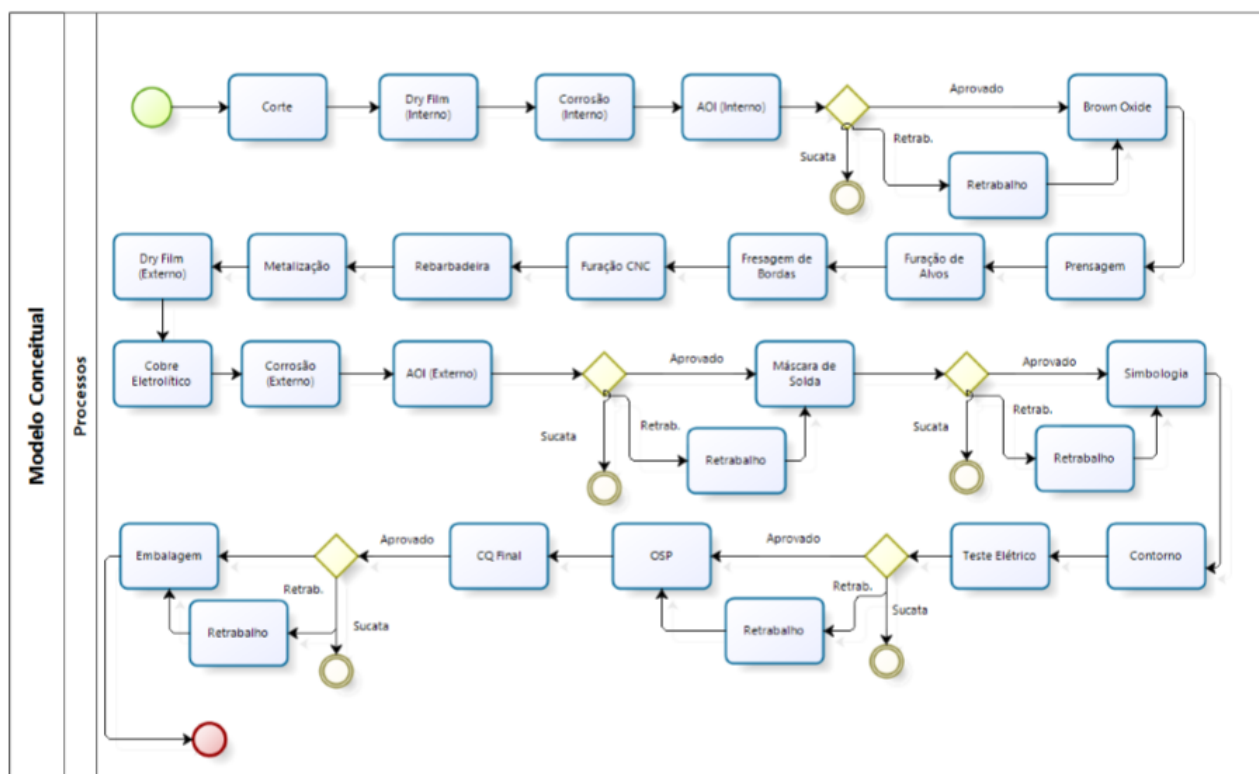 Modelo Conceitual
Processos
Corte
Dry Film
(Interno)
Corrosão
(Interno)
AOI (Interno)
Aprovado
Brown Oxide
Retrab.
Sucata
Retrabalho
Dry Film
(Externo)
Metalização
Rebarbadeira
Furação CNC
Fresagem de
Bordas
Furação de
Alvos
Prensagem
Cobre
Eletrolítico
Corrosão
(Externo)
AOI (Externo)
Aprovado
Máscara de
Solda
Aprovado
Simbologia
Sucata
Retrab.
Retrabalho
Sucata
Retrab.
Retrabalho
Embalagem
Aprovado
CQ Final
OSP
Aprovado
Teste Elétrico
Contorno
Retrab.
Retrabalho
Sucata
Retrab.
Retrabalho
Sucata